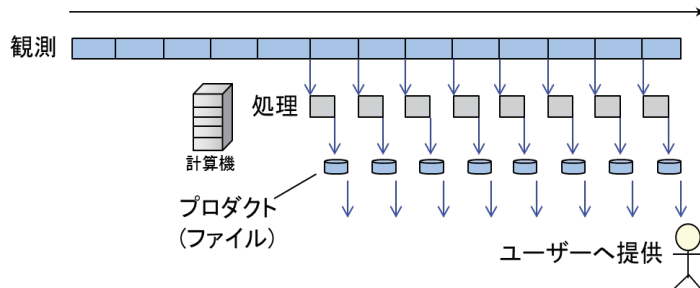 観測
処理
計算機
プロダクト
(ファイル)
ユーザーへ提供